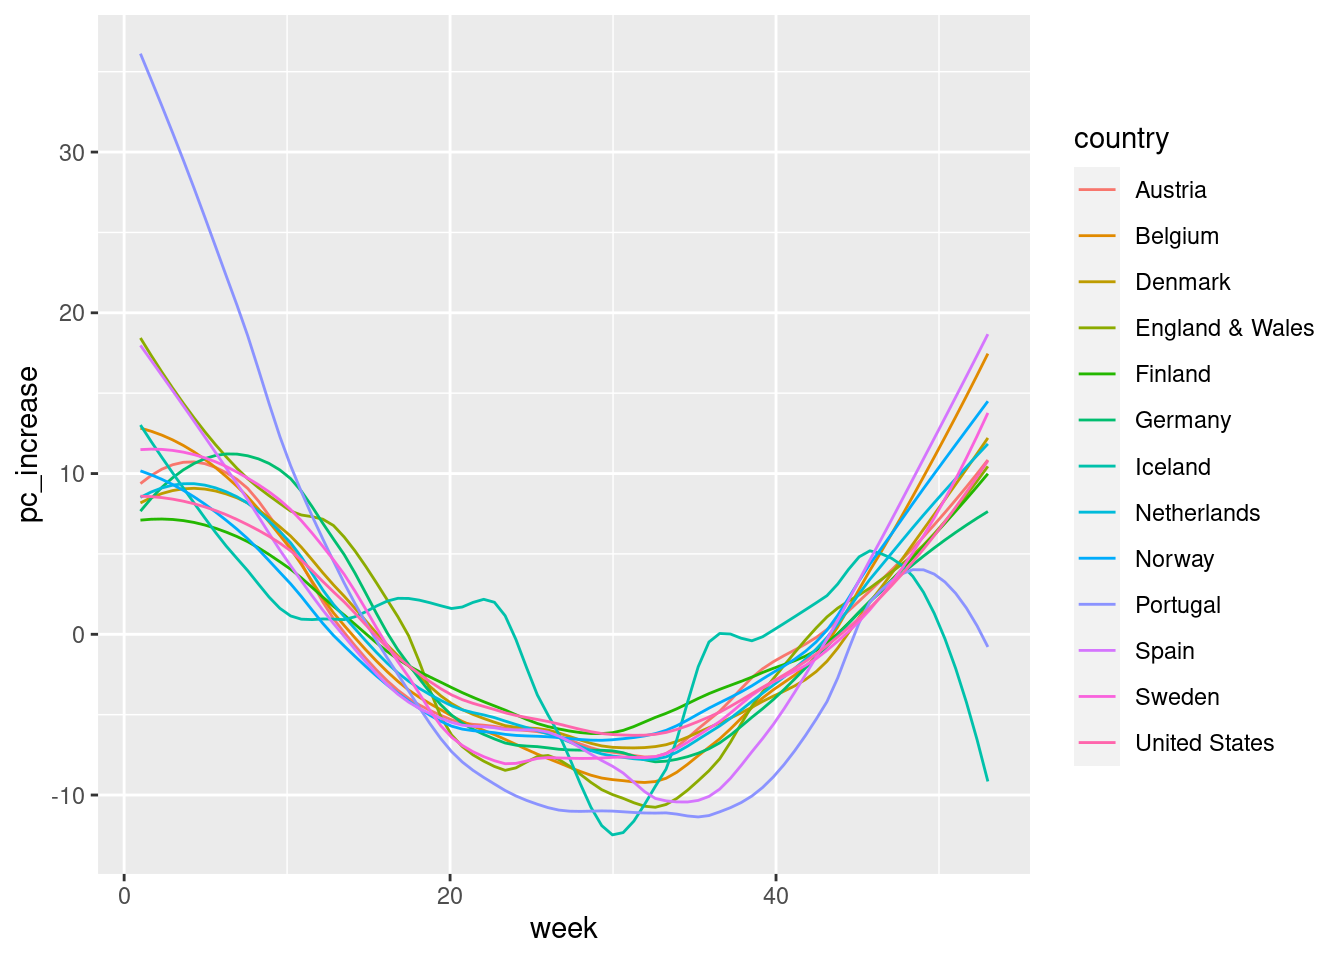 30
20
10
0
-10
pc_increase
0
20
40
week
country
Austria
Belgium
Denmark
England & Wales
Finland
Germany
Iceland
Netherlands
Norway
Portugal
Spain
Sweden
United States